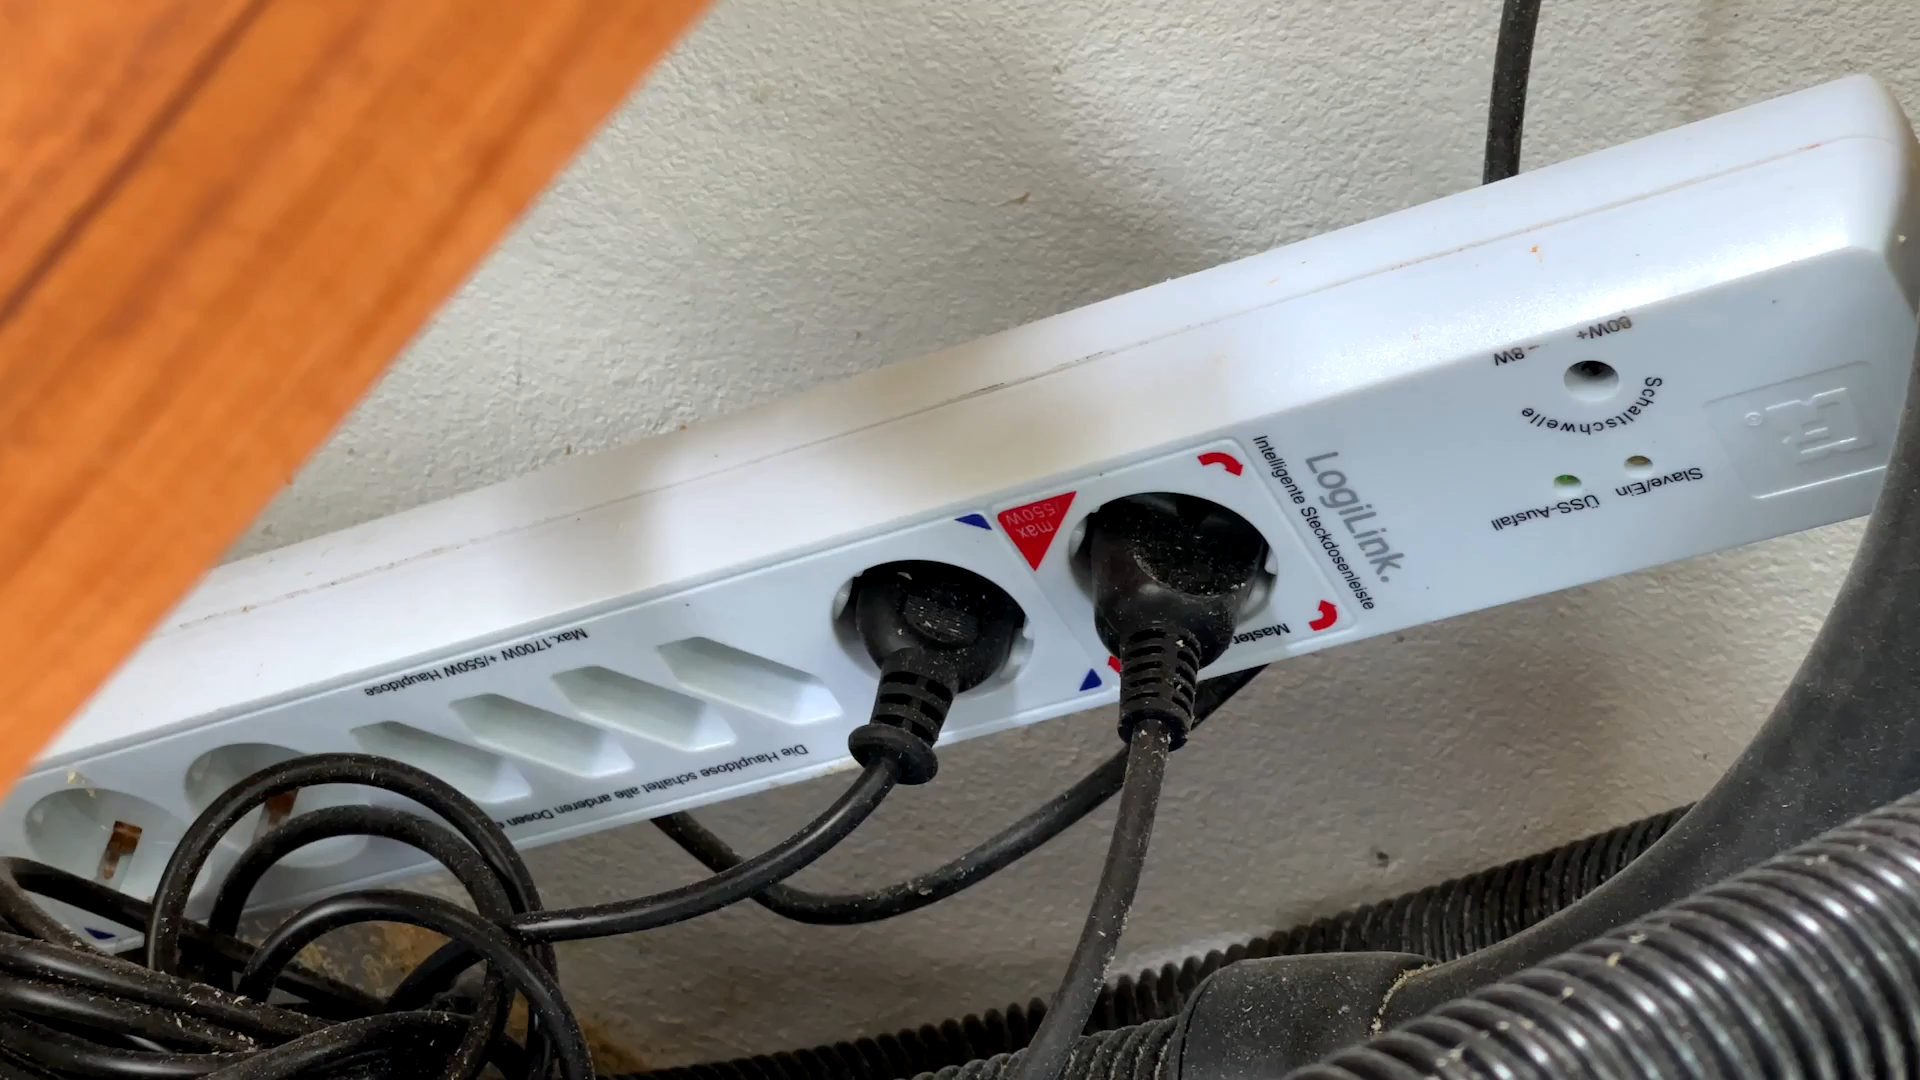 60W+
8W
Schaltschwelle
Slave/Ein
ÜSS-Ausfall
LogiLink.
Intelligente Steckdosenleiste
Master
max
/550W
Max.1700W +/550W Hauptdose
Die Hauptdose schaltet alle anderen Dosen